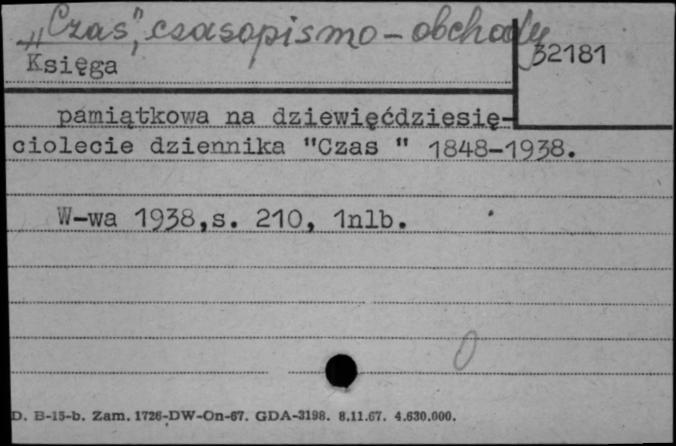 „Czas", czasopismo - obchody
Księga
32181
pamiątkowa na dziewięćdziesię-
ciolecie dziennika "Czas " 1848-1938.
W-wa 1938,s. 210, 1nlb.
0
D. B-15-b. Zam. 1726-DW-On-67. GDA-3198. 8.11.67. 4.630.000.